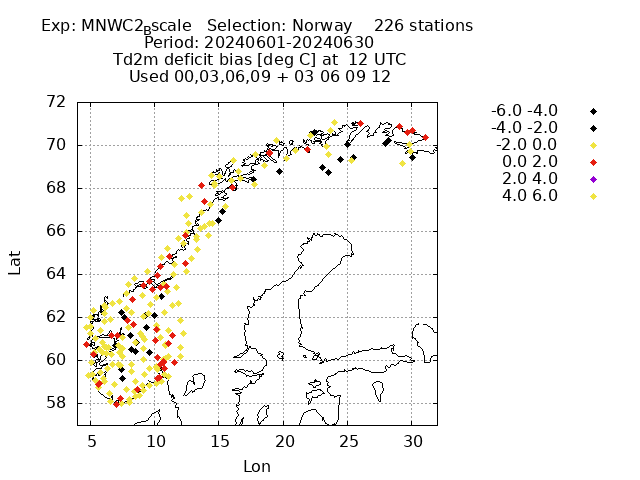 Exp: MNWC2_Bscale Selection: Norway 226 stations
Period: 20240601-20240630
Td2m deficit bias [deg C] at 12 UTC
Used 00,03,06,09 + 03 06 09 12
-6.0 -4.0
-4.0 -2.0
-2.0 0.0
0.0 2.0
2.0 4.0
4.0 6.0
72
70
68
66
64
62
60
58
Lat
5 10 15 20 25 30
Lon